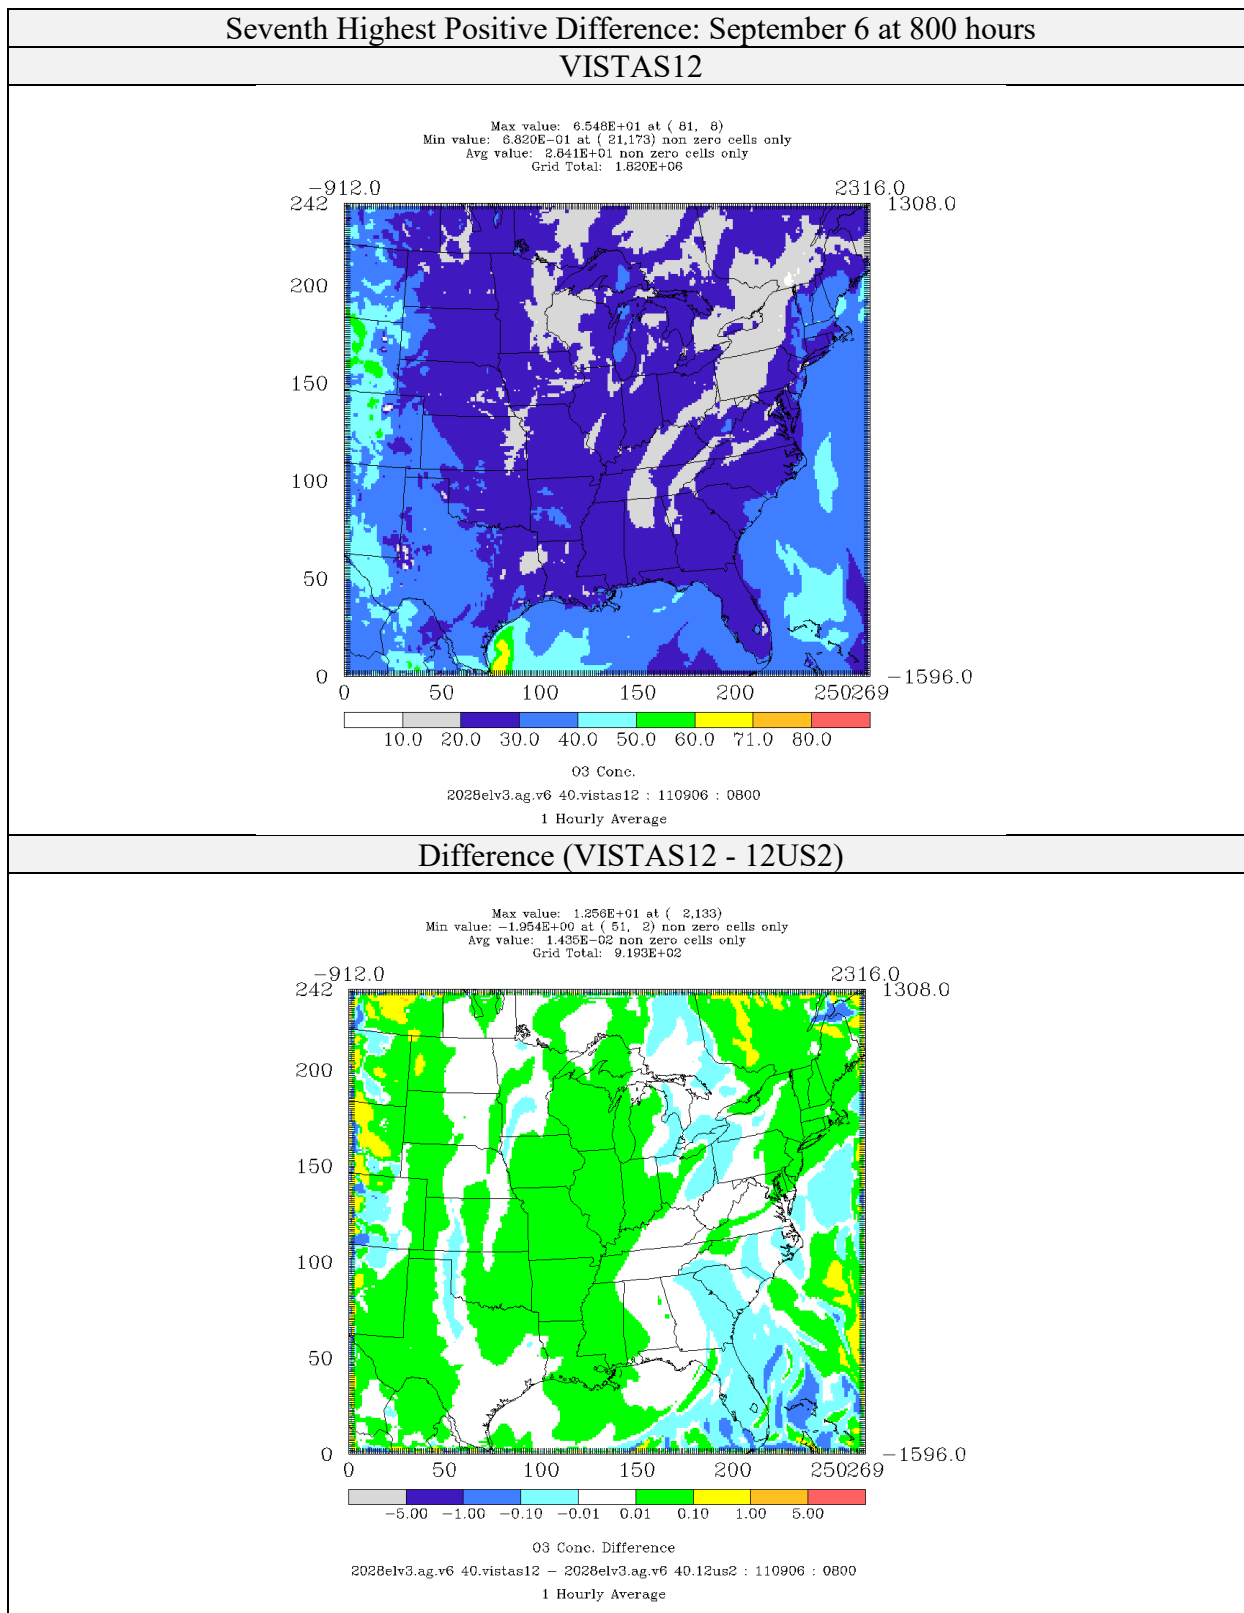 Seventh Highest Positive Difference: September 6 at 800 hours
VISTAS12
Max value: 6.548E+01 at ( 81, 8)
Min value: 6.820E-01 at ( 21,173) non zero cells only
Avg value: 2.841E+01 non zero cells only
Grid Total: 1.820E+06
-912.0 2316.0
242 1308.0
200
150
100
50
0 -1596.0
0 50 100 150 200 250269
10.0 20.0 30.0 40.0 50.0 60.0 71.0 80.0
O3 Conc.
2028elv3.ag.v6 40.vistas12 : 110906 : 0800
1 Hourly Average
Difference (VISTAS12 - 12US2)
Max value: 1.256E+01 at ( 2,133)
Min value: -1.954E+00 at ( 51, 2) non zero cells only
Avg value: 1.435E-02 non zero cells only
Grid Total: 9.193E+02
-912.0 2316.0
242 1308.0
200
150
100
50
0 -1596.0
0 50 100 150 200 250269
-5.00 -1.00 -0.10 -0.01 0.01 0.10 1.00 5.00
O3 Conc. Difference
2028elv3.ag.v6 40.vistas12 - 2028elv3.ag.v6 40.12us2 : 110906 : 0800
1 Hourly Average